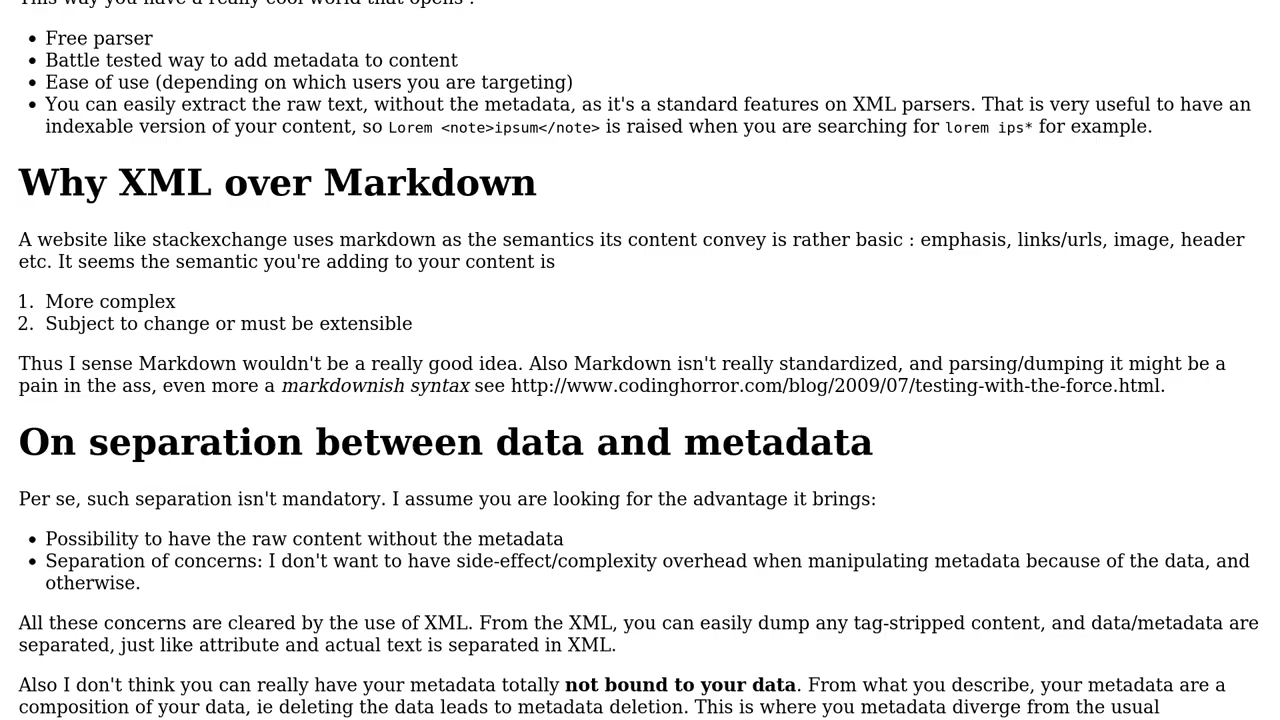 This way you have a really cool world that opens :
• Free parser
• Battle tested way to add metadata to content
• Ease of use (depending on which users you are targeting)
• You can easily extract the raw text, without the metadata, as it's a standard features on XML parsers. That is very useful to have an
indexable version of your content, so Lorem <note>ipsum</note> is raised when you are searching for lorem ips* for example.
Why XML over Markdown
A website like stackexchange uses markdown as the semantics its content convey is rather basic : emphasis, links/urls, image, header
etc. It seems the semantic you're adding to your content is
1. More complex
2. Subject to change or must be extensible
Thus I sense Markdown wouldn't be a really good idea. Also Markdown isn't really standardized, and parsing/dumping it might be a
pain in the ass, even more a markdownish syntax see http://www.codinghorror.com/blog/2009/07/testing-with-the-force.html.
On separation between data and metadata
Per se, such separation isn't mandatory. I assume you are looking for the advantage it brings:
• Possibility to have the raw content without the metadata
• Separation of concerns: I don't want to have side-effect/complexity overhead when manipulating metadata because of the data, and
otherwise.
All these concerns are cleared by the use of XML. From the XML, you can easily dump any tag-stripped content, and data/metadata are
separated, just like attribute and actual text is separated in XML.
Also I don't think you can really have your metadata totally not bound to your data. From what you describe, your metadata are a
composition of your data, ie deleting the data leads to metadata deletion. This is where you metadata diverge from the usual